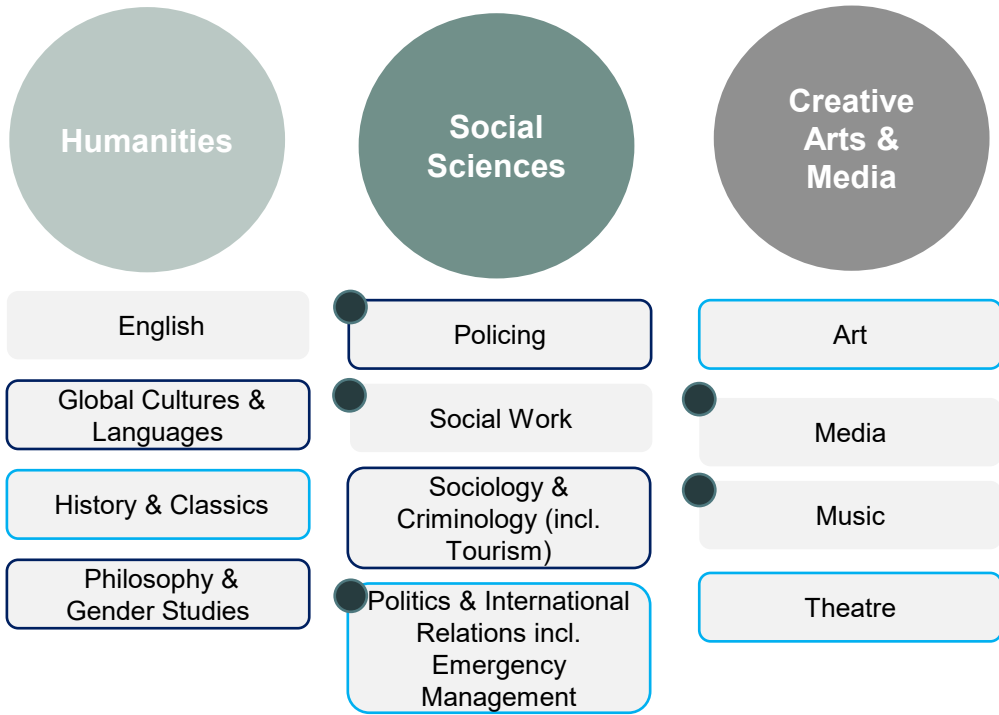 Humanities
Social
Sciences
Creative
Arts &
Media
English
Global Cultures &
Languages
History & Classics
Philosophy &
Gender Studies
Policing
Social Work
Sociology &
Criminology (incl.
Tourism)
Politics & International
Relations incl.
Emergency
Management
Art
Media
Music
Theatre